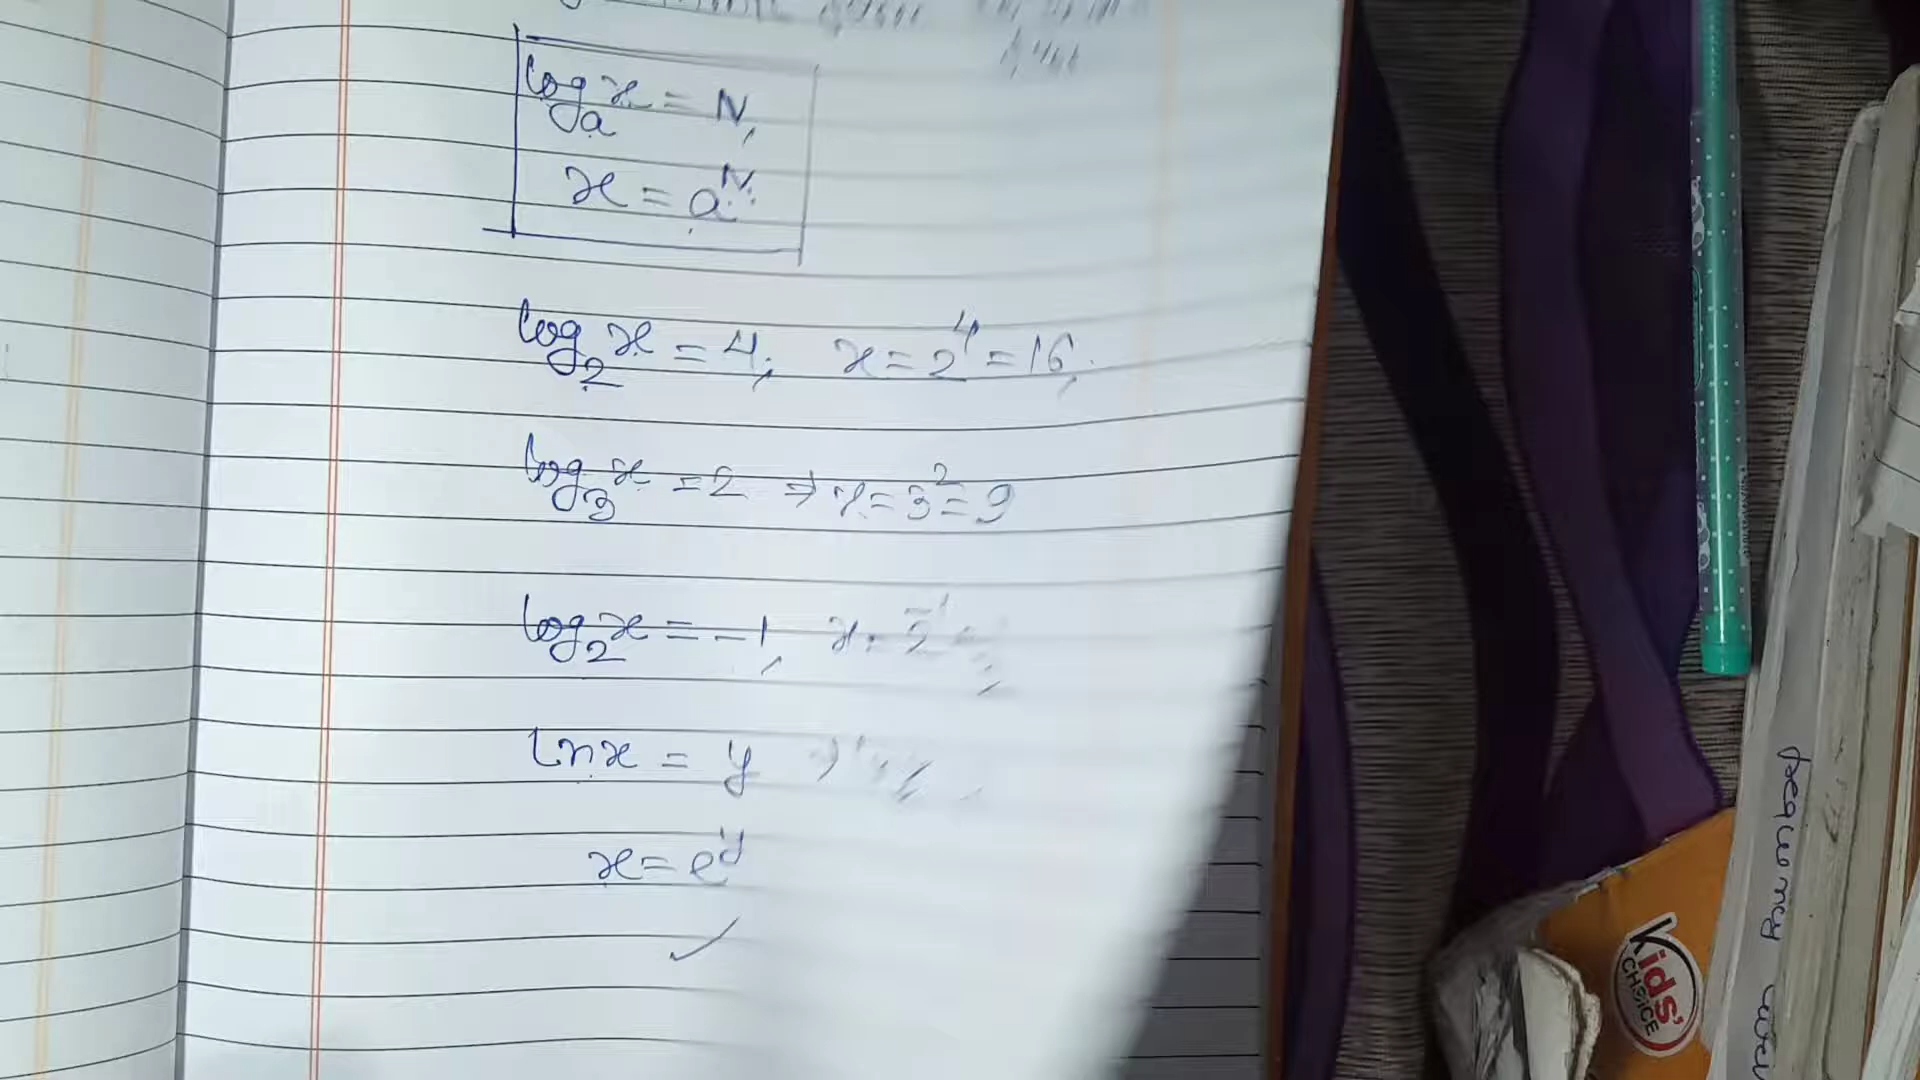 logₐx = N,
x = aᴺ
log₂x = 4, x = 2⁴ = 16,
log₃x = 2 ⇒ x = 3² = 9
log₂x = -1, x = 2⁻¹ =
ln x = y
x = eʸ
Kids'
CHOICE